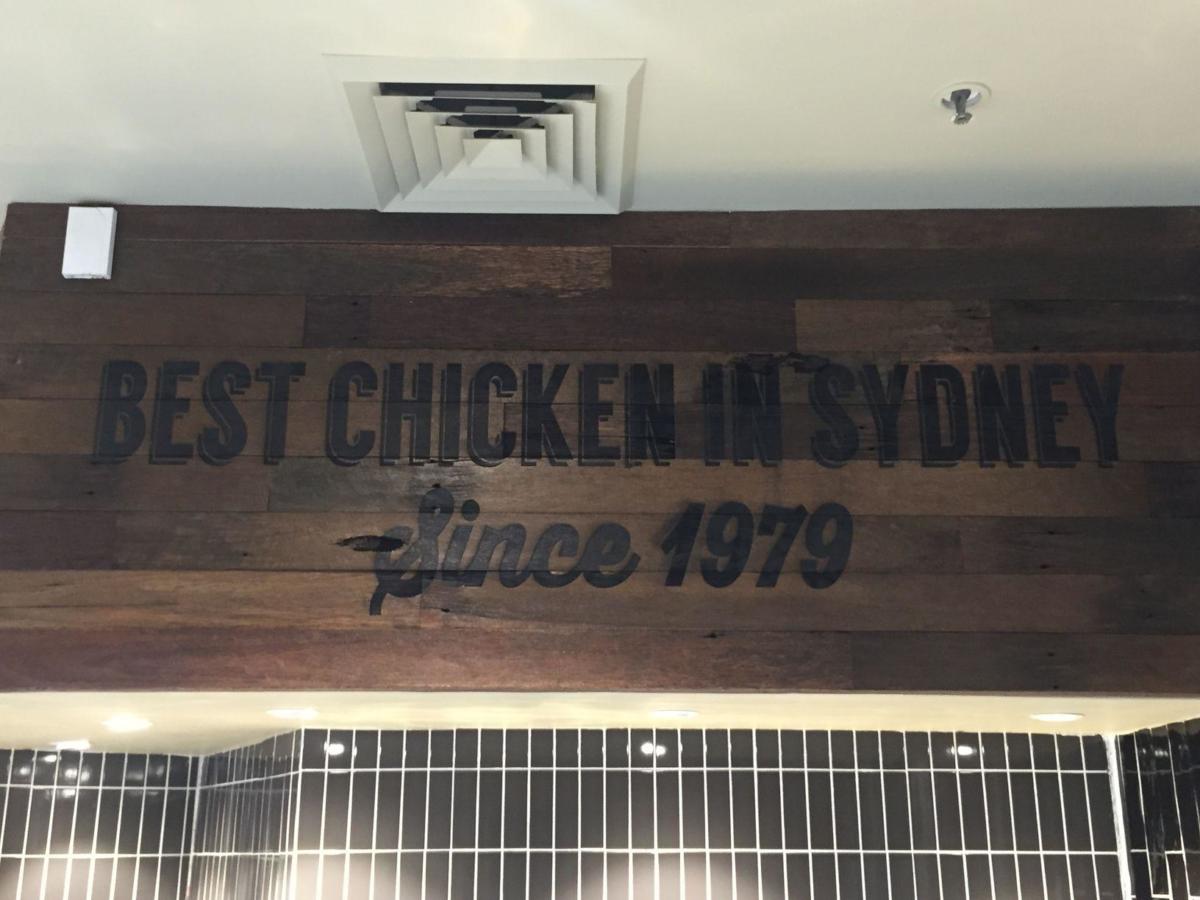 BEST CHICKEN IN SYDNEY
Since 1979